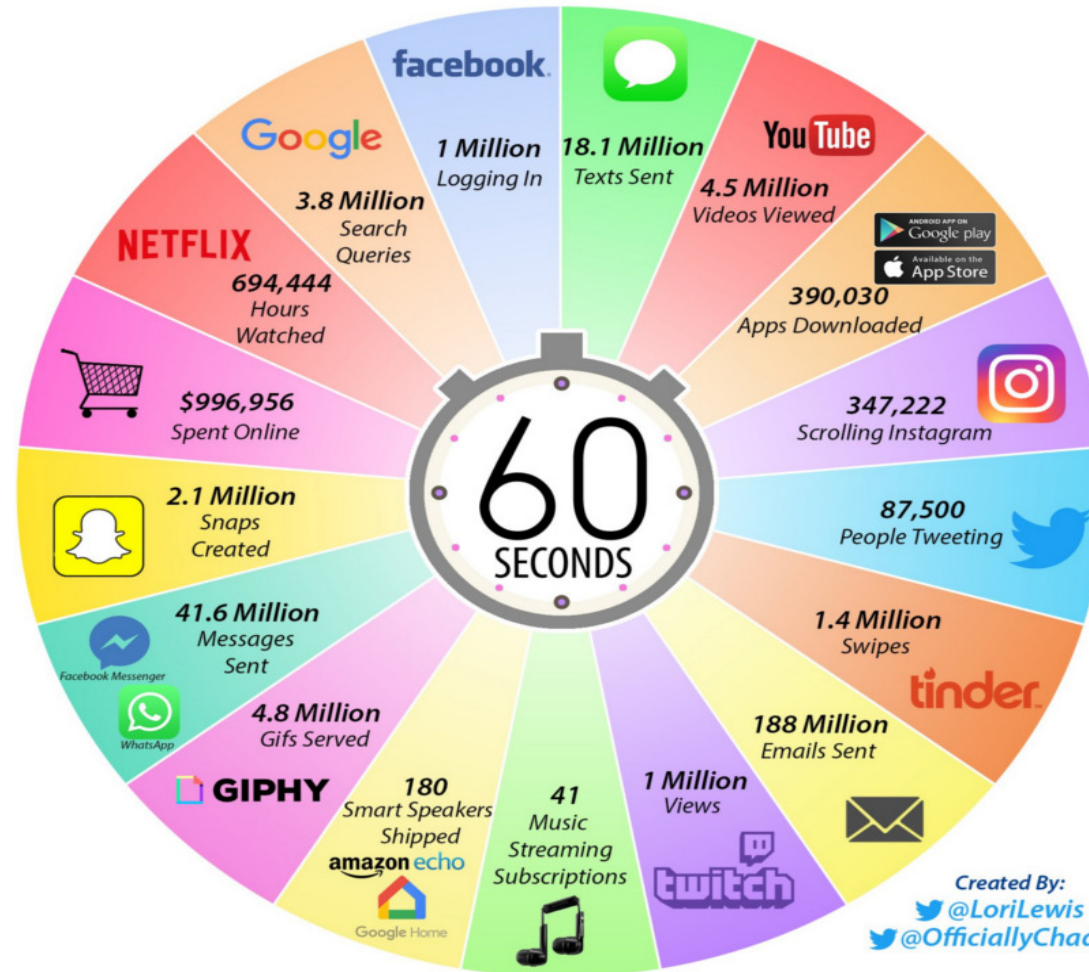 facebook.
1 Million
Logging In
18.1 Million
Texts Sent
YouTube
4.5 Million
Videos Viewed
ANDROID APP ON
Google play
Available on the
App Store
390,030
Apps Downloaded
347,222
Scrolling Instagram
87,500
People Tweeting
1.4 Million
Swipes
tinder
188 Million
Emails Sent
1 Million
Views
twitch
41
Music
Streaming
Subscriptions
180
Smart Speakers
Shipped
amazon echo
Google Home
4.8 Million
Gifs Served
GIPHY
41.6 Million
Messages
Sent
Facebook Messenger
WhatsApp
2.1 Million
Snaps
Created
$996,956
Spent Online
NETFLIX
694,444
Hours
Watched
Google
3.8 Million
Search
Queries
60
SECONDS
Created By:
@LoriLewis
@OfficiallyChad